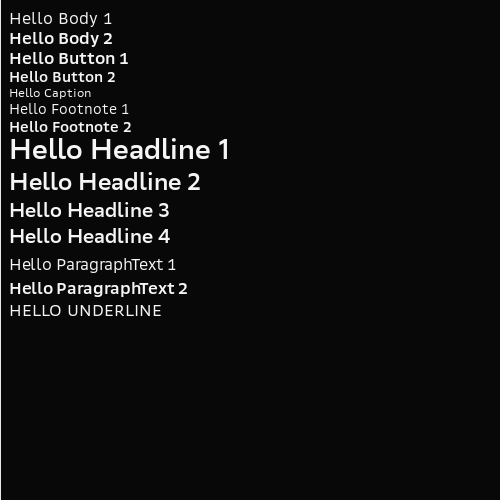 Hello Body 1
Hello Body 2
Hello Button 1
Hello Button 2
Hello Caption
Hello Footnote 1
Hello Footnote 2
Hello Headline 1
Hello Headline 2
Hello Headline 3
Hello Headline 4
Hello ParagraphText 1
Hello ParagraphText 2
HELLO UNDERLINE